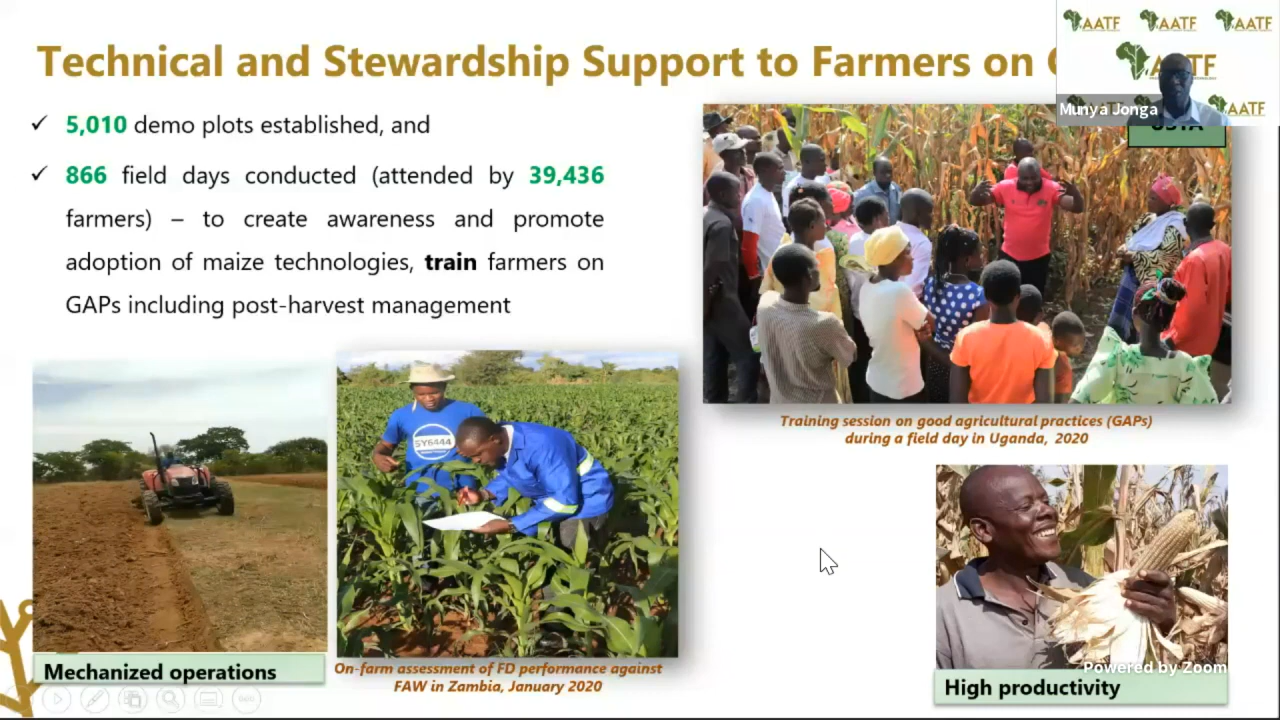 Technical and Stewardship Support to Farmers on
AATF AATF AATF
AATF
Munya Jonga
AATF
✓ 5,010 demo plots established, and
✓ 866 field days conducted (attended by 39,436
farmers) – to create awareness and promote
adoption of maize technologies, train farmers on
GAPs including post-harvest management
SY6444
Training session on good agricultural practices (GAPs)
during a field day in Uganda, 2020
Mechanized operations
On-farm assessment of FD performance against
FAW in Zambia, January 2020
Powered by Zoom
High productivity